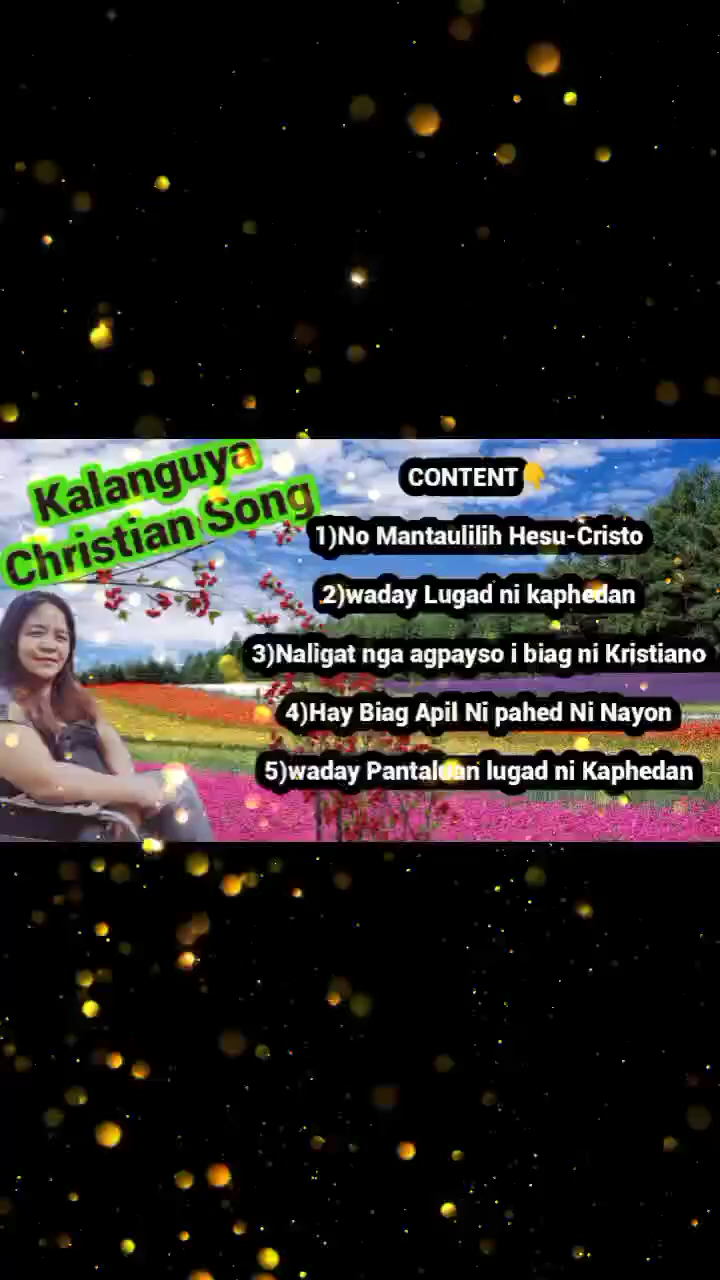 Kalanguya
Christian Song
CONTENT👇
1)No Mantaulilih Hesu-Cristo
2)waday Lugad ni kaphedan
3)Naligat nga agpayso i biag ni Kristiano
4)Hay Biag Apil Ni pahed Ni Nayon
5)waday Pantaluan lugad ni Kaphedan